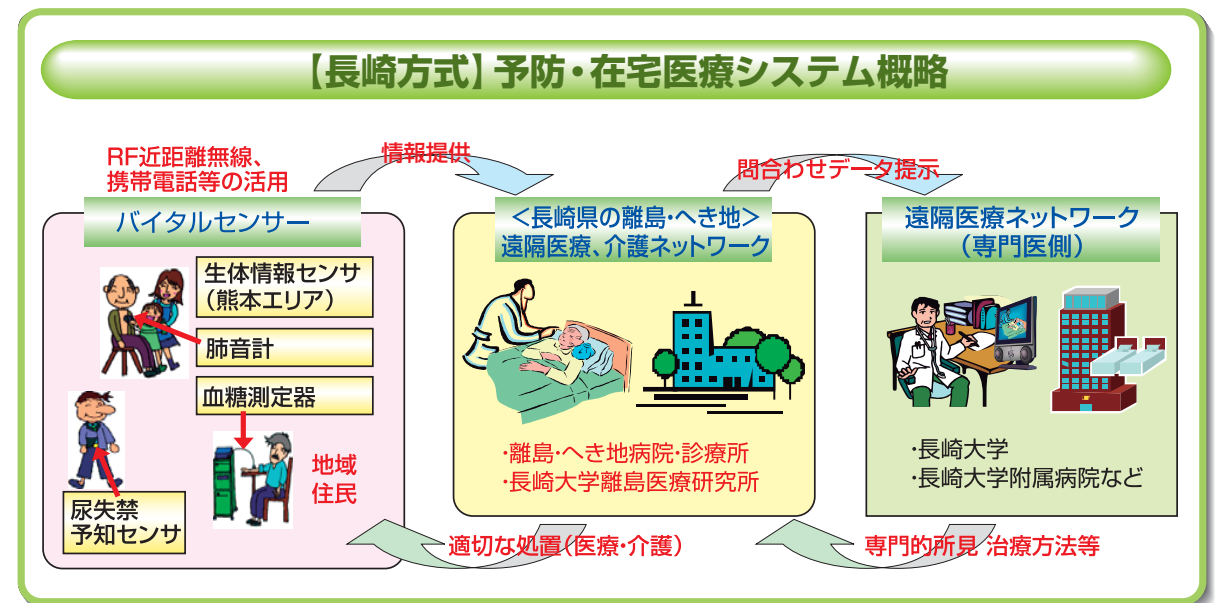 【長崎方式】予防・在宅医療システム概略
RF近距離無線、
携帯電話等の活用
情報提供
問合わせデータ提示
バイタルセンサー
生体情報センサ
（熊本エリア）
肺音計
血糖測定器
地域
住民
尿失禁
予知センサ
＜長崎県の離島・へき地＞
遠隔医療、介護ネットワーク
・離島・へき地病院・診療所
・長崎大学離島医療研究所
遠隔医療ネットワーク
（専門医側）
・長崎大学
・長崎大学附属病院など
適切な処置（医療・介護）
専門的所見 治療方法等